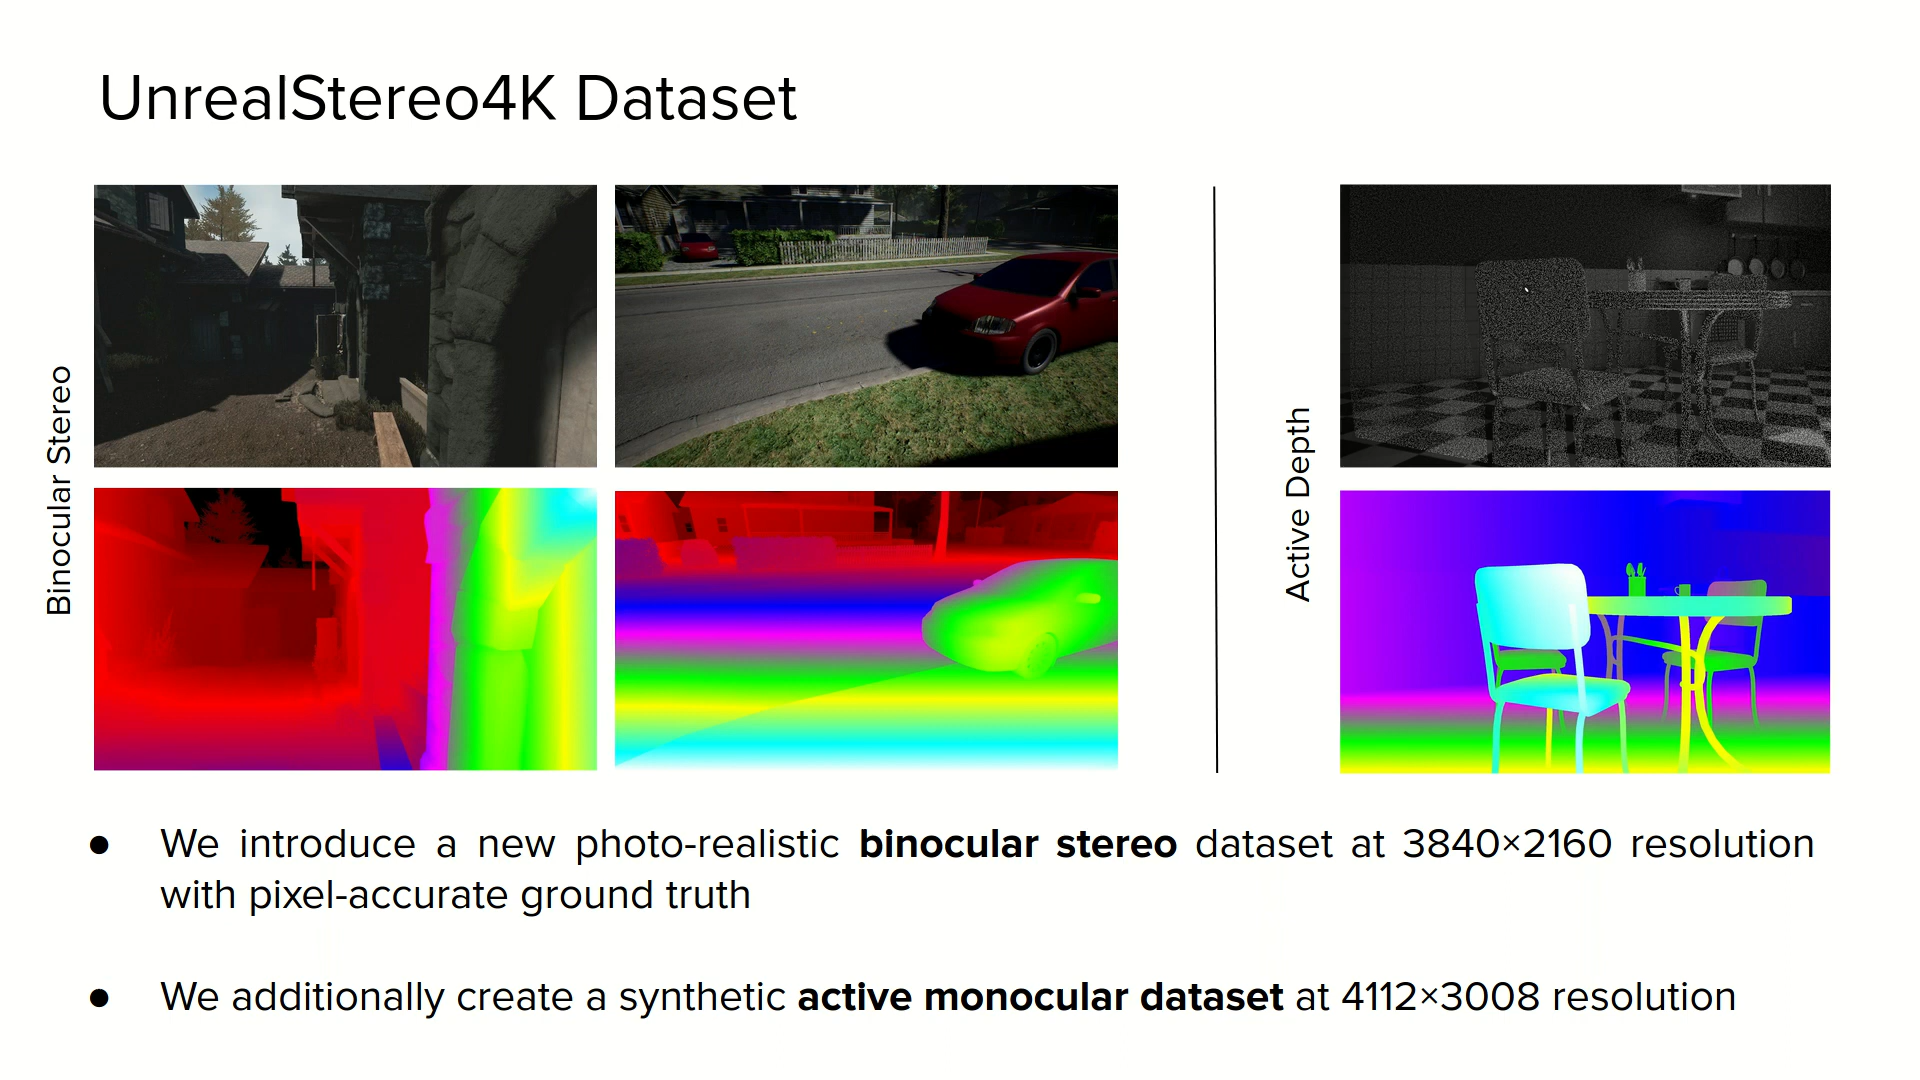 UnrealStereo4K Dataset
Binocular Stereo
Active Depth
● We introduce a new photo-realistic binocular stereo dataset at 3840×2160 resolution
with pixel-accurate ground truth
● We additionally create a synthetic active monocular dataset at 4112×3008 resolution